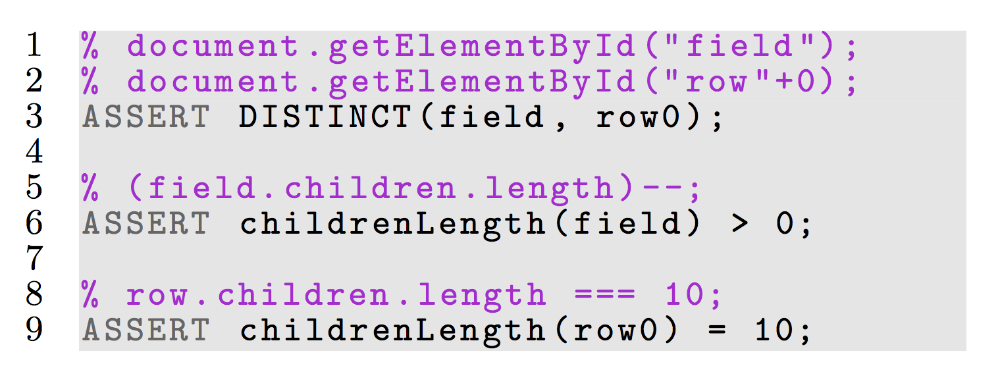 1 % document.getElementById("field");
2 % document.getElementById("row"+0);
3 ASSERT DISTINCT(field, row0);
4
5 % (field.children.length)--;
6 ASSERT childrenLength(field) > 0;
7
8 % row.children.length === 10;
9 ASSERT childrenLength(row0) = 10;